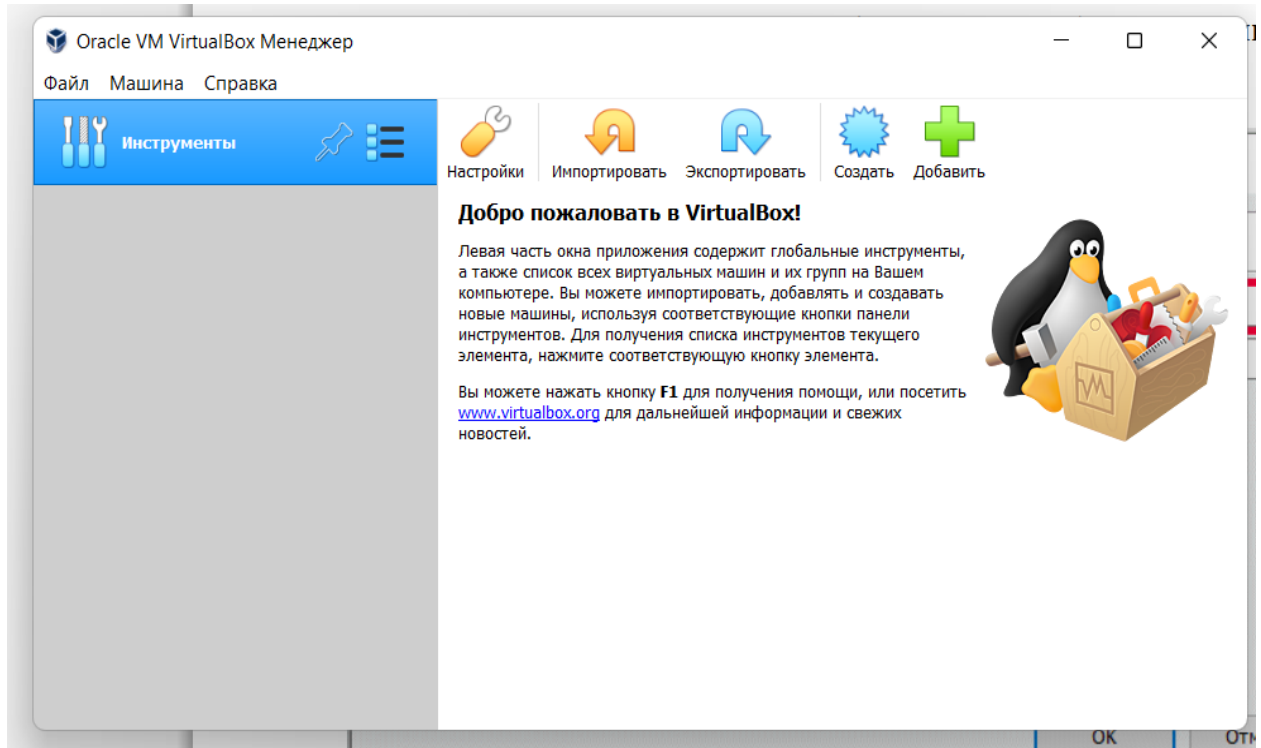 Oracle VM VirtualBox Менеджер
Файл Машина Справка
Инструменты
Настройки Импортировать Экспортировать Создать Добавить
Добро пожаловать в VirtualBox!
Левая часть окна приложения содержит глобальные инструменты,
а также список всех виртуальных машин и их групп на Вашем
компьютере. Вы можете импортировать, добавлять и создавать
новые машины, используя соответствующие кнопки панели
инструментов. Для получения списка инструментов текущего
элемента, нажмите соответствующую кнопку элемента.
Вы можете нажать кнопку F1 для получения помощи, или посетить
www.virtualbox.org для дальнейшей информации и свежих
новостей.
OK